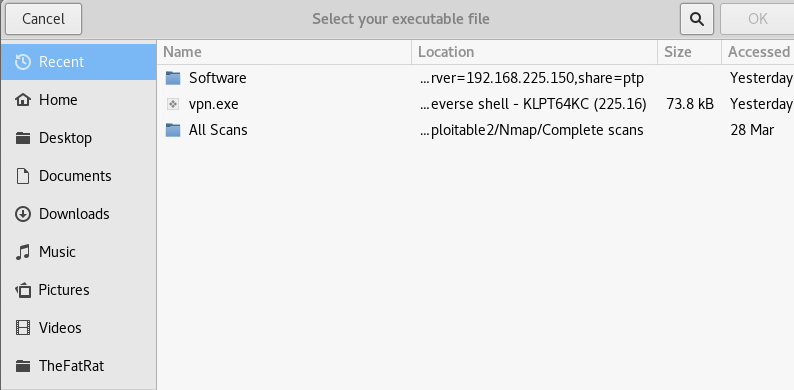 Cancel Select your executable file OK
Name Location Size Accessed
Recent
Software ...rver=192.168.225.150,share=ptp Yesterday
Home
vpn.exe ...everse shell - KLPT64KC (225.16) 73.8 kB Yesterday
All Scans ...ploitable2/Nmap/Complete scans 28 Mar
Desktop
Documents
Downloads
Music
Pictures
Videos
TheFatRat